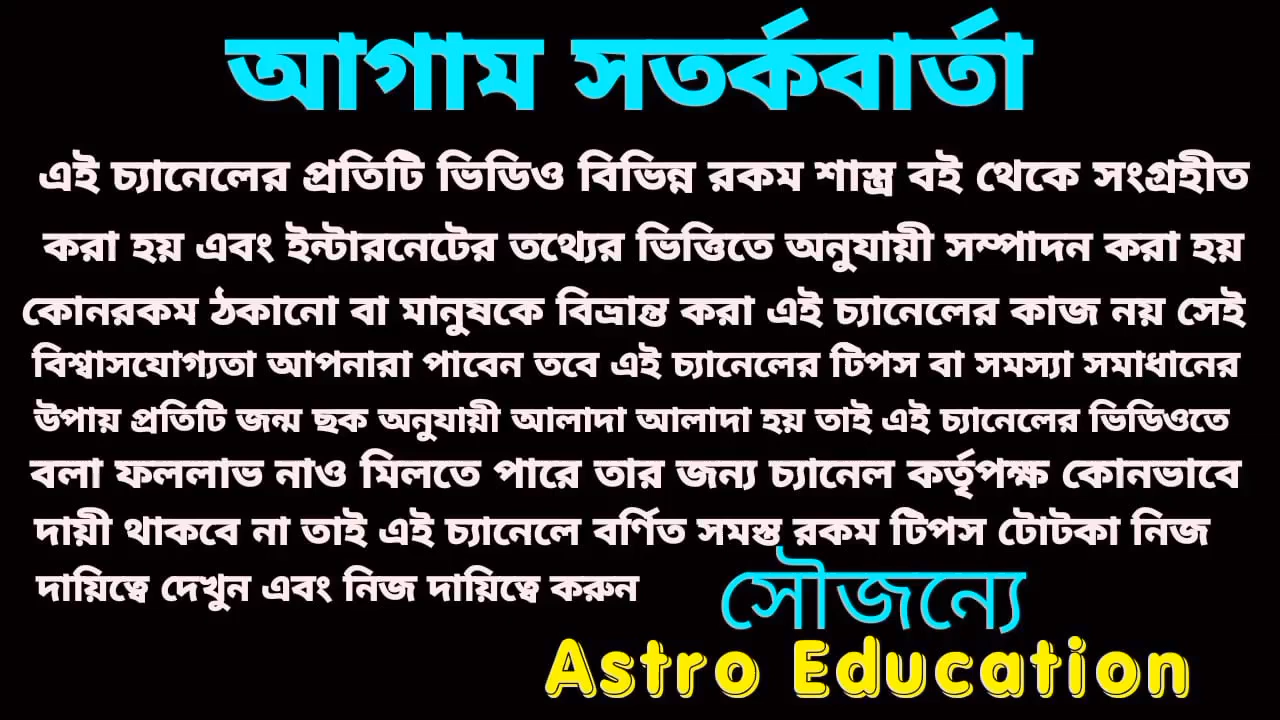 আগাম সতর্কবার্তা
এই চ্যানেলের প্রতিটি ভিডিও বিভিন্ন রকম শাস্ত্র বই থেকে সংগ্রহীত
করা হয় এবং ইন্টারনেটের তথ্যের ভিত্তিতে অনুযায়ী সম্পাদন করা হয়
কোনরকম ঠকানো বা মানুষকে বিভ্রান্ত করা এই চ্যানেলের কাজ নয় সেই
বিশ্বাসযোগ্যতা আপনারা পাবেন তবে এই চ্যানেলের টিপস বা সমস্যা সমাধানের
উপায় প্রতিটি জন্ম ছক অনুযায়ী আলাদা আলাদা হয় তাই এই চ্যানেলের ভিডিওতে
বলা ফললাভ নাও মিলতে পারে তার জন্য চ্যানেল কর্তৃপক্ষ কোনভাবে
দায়ী থাকবে না তাই এই চ্যানেলে বর্ণিত সমস্ত রকম টিপস টোটকা নিজ
দায়িত্বে দেখুন এবং নিজ দায়িত্বে করুন
সৌজন্যে
Astro Education